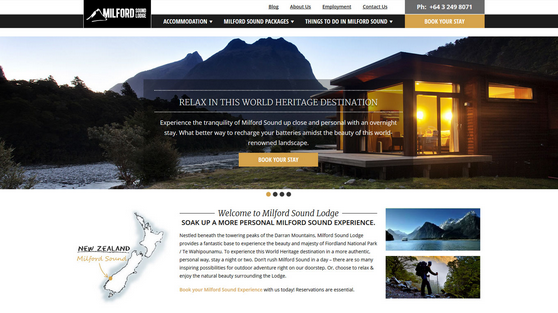 MILFORD SOUND LODGE
Blog About Us Employment Contact Us
Ph: +64 3 249 8071
ACCOMMODATION MILFORD SOUND PACKAGES THINGS TO DO IN MILFORD SOUND BOOK YOUR STAY
RELAX IN THIS WORLD HERITAGE DESTINATION
Experience the tranquility of Milford Sound up close and personal with an overnight
stay. What better way to recharge your batteries amidst the beauty of this world-
renowned landscape.
BOOK YOUR STAY
Welcome to Milford Sound Lodge
SOAK UP A MORE PERSONAL MILFORD SOUND EXPERIENCE.
NEW ZEALAND
Milford Sound
Nestled beneath the towering peaks of the Darran Mountains, Milford Sound Lodge
provides a fantastic base to experience the beauty and majesty of Fiordland National Park
/ Te Wahipounamu. To experience this World Heritage destination in a more authentic,
personal way, stay a night or two. Don't rush Milford Sound in a day – there are so many
inspiring possibilities for outdoor adventure right on our doorstep. Or, choose to relax &
enjoy the natural beauty surrounding the Lodge.
Book your Milford Sound Experience with us today! Reservations are essential.